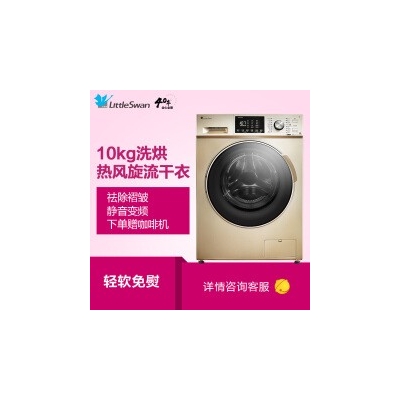 LittleSwan
10kg洗烘
热风旋流干衣
祛除褶皱
静音变频
下单赠咖啡机
轻软免熨
详情咨询客服